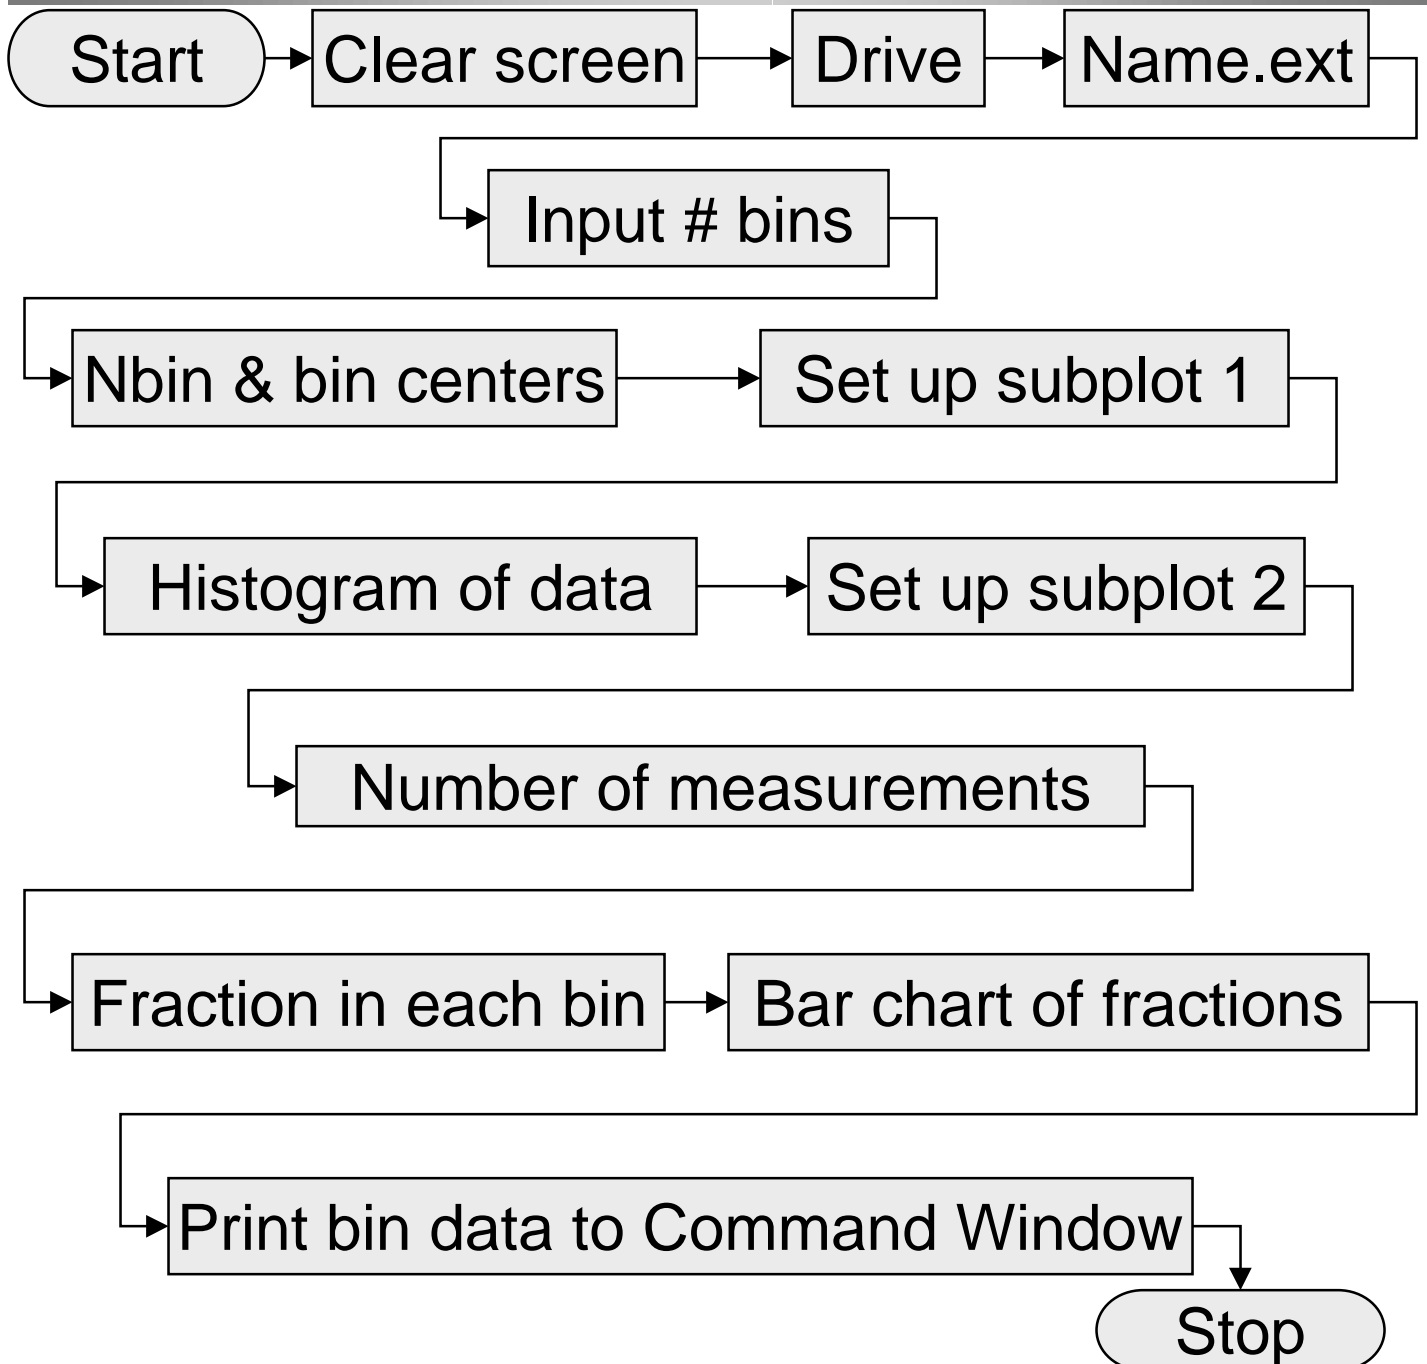 Start
Clear screen
Drive
Name.ext
Input # bins
Nbin & bin centers
Set up subplot 1
Histogram of data
Set up subplot 2
Number of measurements
Fraction in each bin
Bar chart of fractions
Print bin data to Command Window
Stop